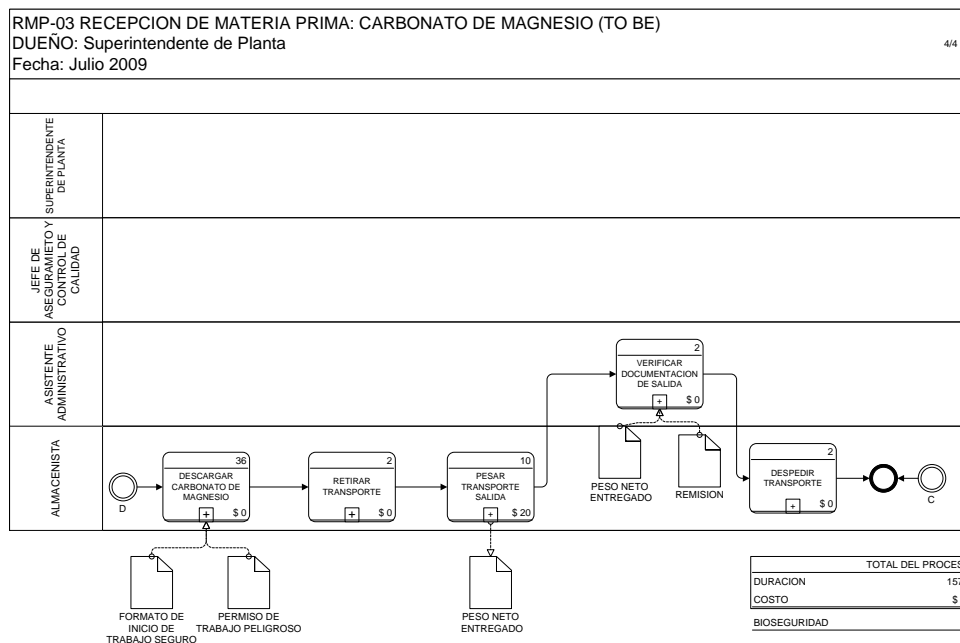 RMP-03 RECEPCION DE MATERIA PRIMA: CARBONATO DE MAGNESIO (TO BE)
DUEÑO: Superintendente de Planta
4/4
Fecha: Julio 2009
SUPERINTENDENTE
DE PLANTA
JEFE DE
ASEGURAMIETO Y
CONTROL DE
CALIDAD
ASISTENTE
ADMINISTRATIVO
2
VERIFICAR
DOCUMENTACION
DE SALIDA
+ $ 0
ALMACENISTA
D
36
DESCARGAR
CARBONATO DE
MAGNESIO
+ $ 0
2
RETIRAR
TRANSPORTE
+ $ 0
10
PESAR
TRANSPORTE
SALIDA
+ $ 20
PESO NETO
ENTREGADO
REMISION
2
DESPEDIR
TRANSPORTE
+ $ 0
C
FORMATO DE
INICIO DE
TRABAJO SEGURO
PERMISO DE
TRABAJO PELIGROSO
PESO NETO
ENTREGADO
TOTAL DEL PROCES
DURACION 157
COSTO $
BIOSEGURIDAD